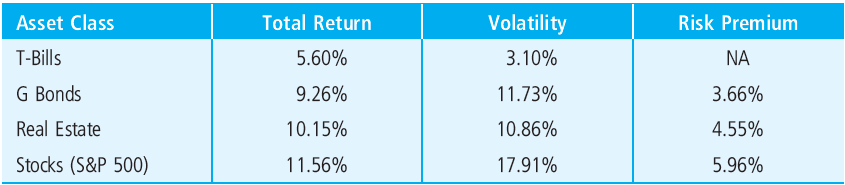 Asset Class Total Return Volatility Risk Premium
T-Bills 5.60% 3.10% NA
G Bonds 9.26% 11.73% 3.66%
Real Estate 10.15% 10.86% 4.55%
Stocks (S&P 500) 11.56% 17.91% 5.96%